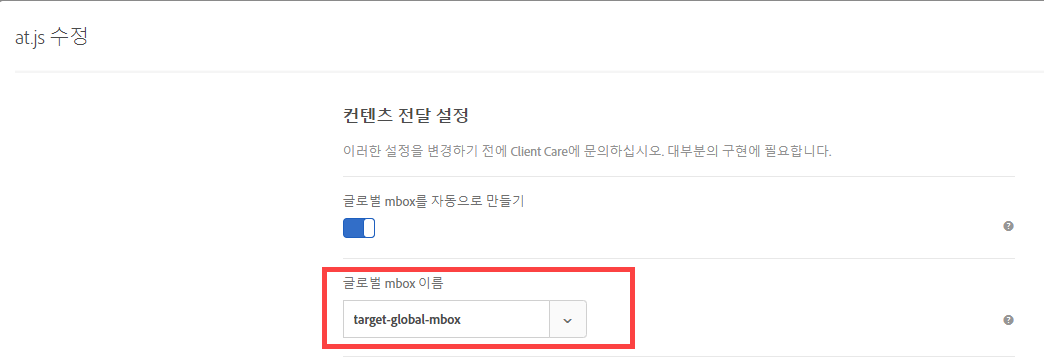 at.js 수정
컨텐츠 전달 설정
이러한 설정을 변경하기 전에 Client Care에 문의하십시오. 대부분의 구현에 필요합니다.
글로벌 mbox를 자동으로 만들기
글로벌 mbox 이름
target-global-mbox